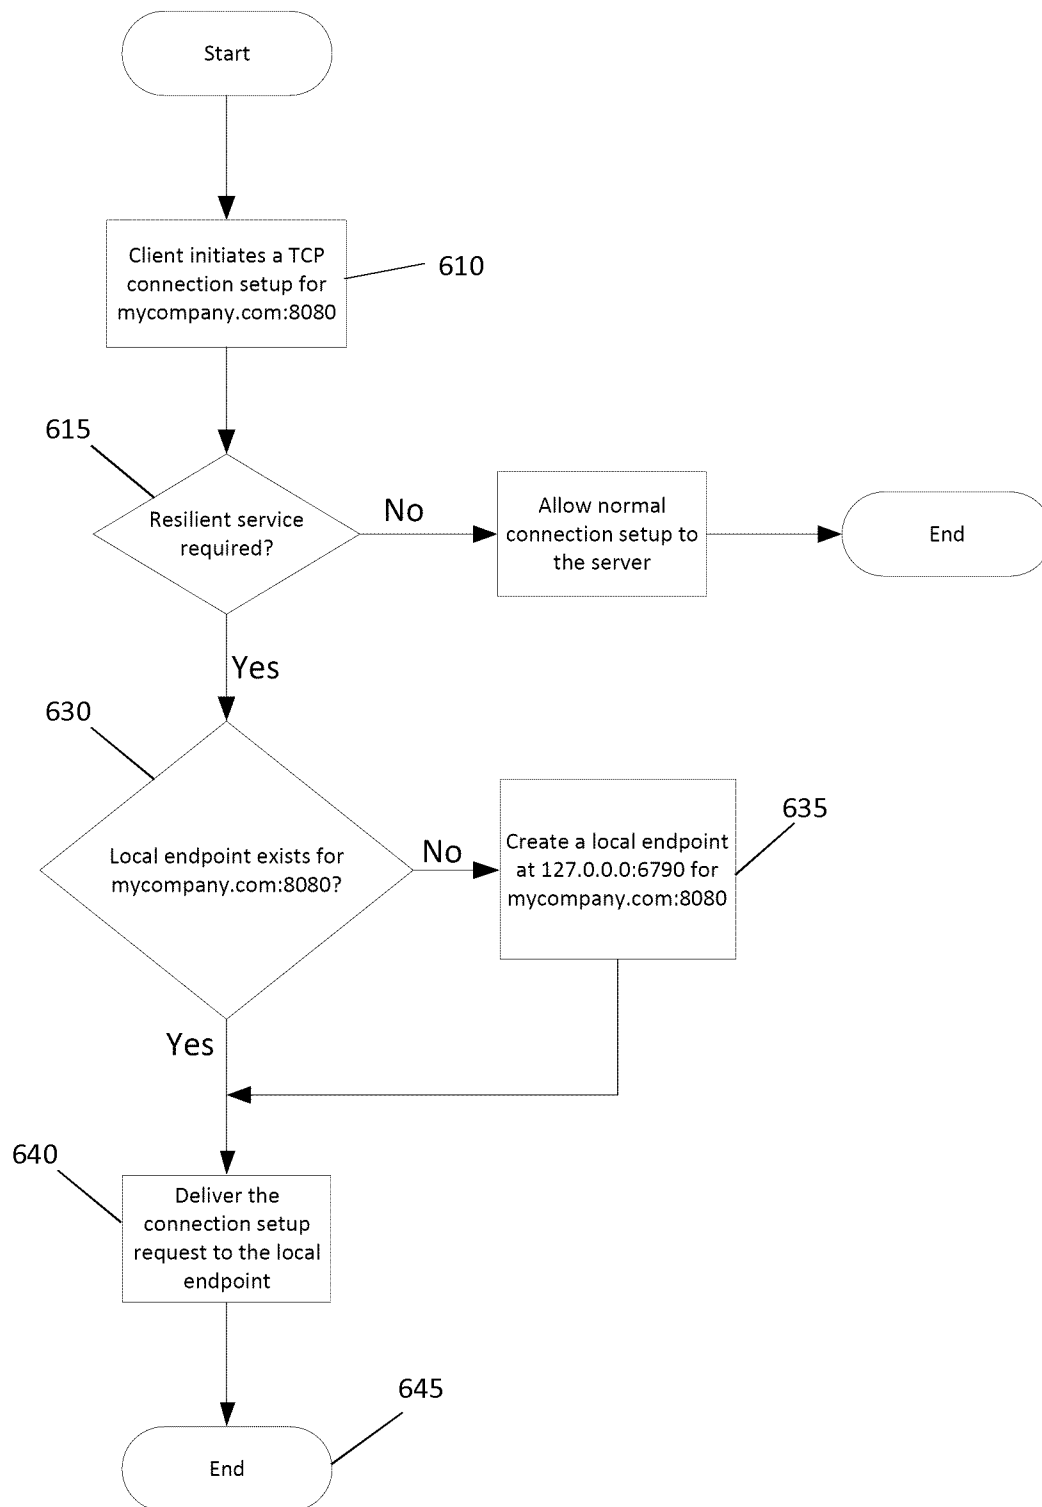 Start
Client initiates a TCP
connection setup for
mycompany.com:8080
610
615
Resilient service
required?
No
Allow normal
connection setup to
the server
End
Yes
630
Local endpoint exists for
mycompany.com:8080?
No
Create a local endpoint
at 127.0.0.0:6790 for
mycompany.com:8080
635
Yes
640
Deliver the
connection setup
request to the local
endpoint
645
End